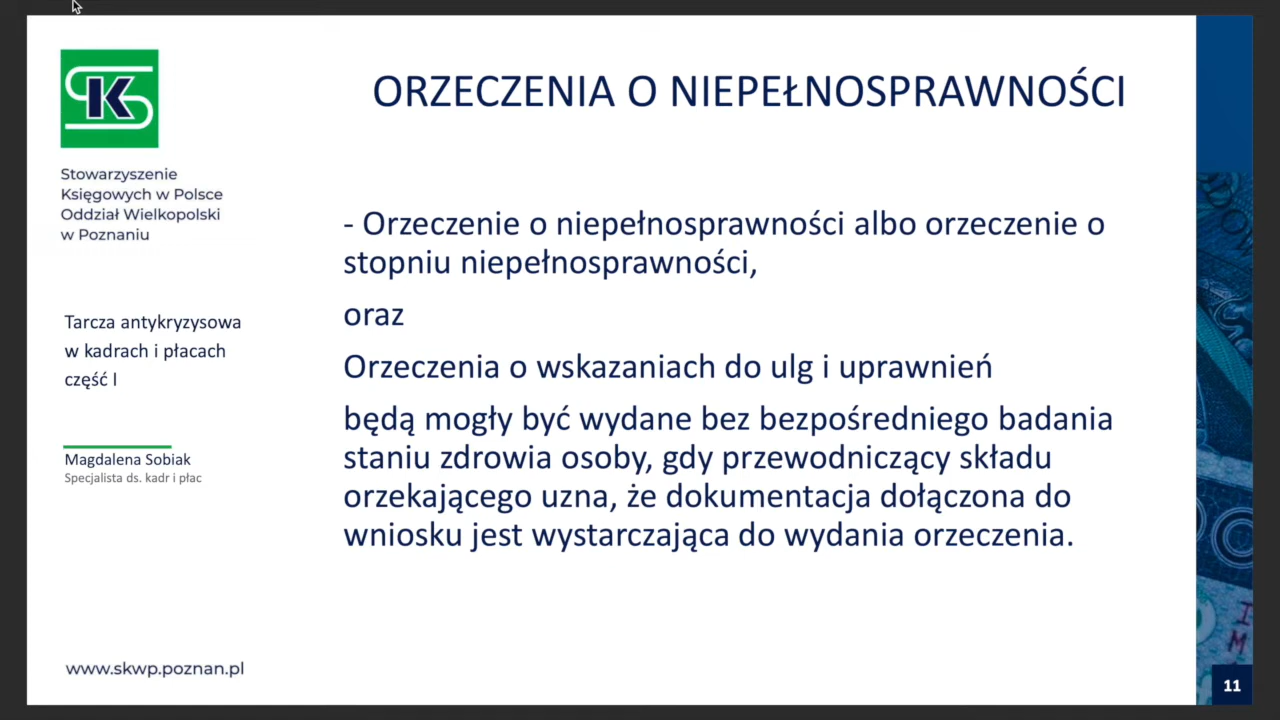 ORZECZENIA O NIEPEŁNOSPRAWNOŚCI
Stowarzyszenie
Księgowych w Polsce
Oddział Wielkopolski
w Poznaniu
Tarcza antykryzysowa
w kadrach i płacach
część I
Magdalena Sobiak
Specjalista ds. kadr i płac
- Orzeczenie o niepełnosprawności albo orzeczenie o
stopniu niepełnosprawności,
oraz
Orzeczenia o wskazaniach do ulg i uprawnień
będą mogły być wydane bez bezpośredniego badania
staniu zdrowia osoby, gdy przewodniczący składu
orzekającego uzna, że dokumentacja dołączona do
wniosku jest wystarczająca do wydania orzeczenia.
www.skwp.poznan.pl
11